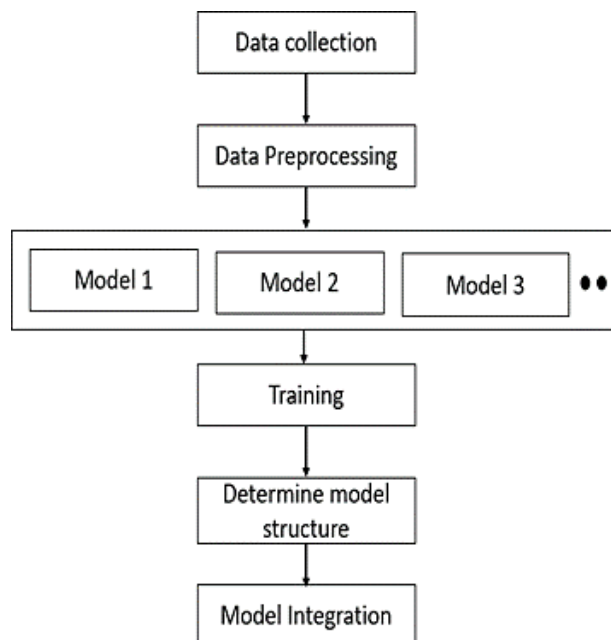 Data collection
Data Preprocessing
Model 1
Model 2
Model 3
Training
Determine model
structure
Model Integration